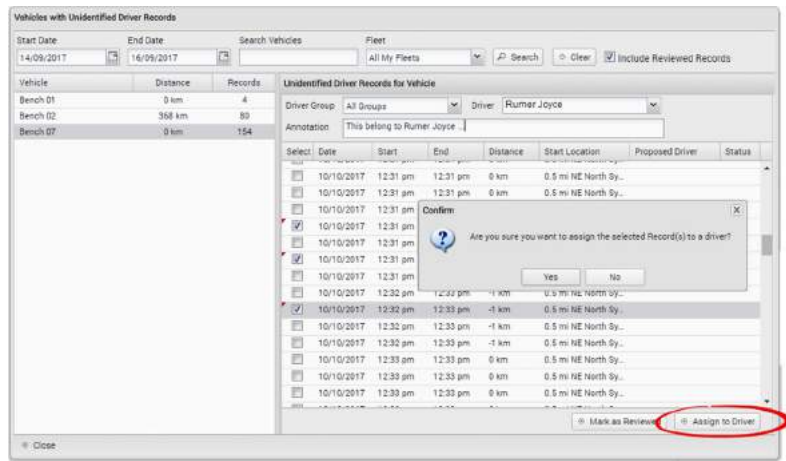 Vehicles with Unidentified Driver Records
Start Date End Date Search Vehicles Fleet
14/09/2017 16/09/2017 All My Fleets Search Clear Include Reviewed Records
Vehicle Distance Records
Bench 01 0 km 4
Bench 02 368 km 80
Bench 07 0 km 154
Unidentified Driver Records for Vehicle
Driver Group All Groups Driver Rumer Joyce
Annotation This belong to Rumer Joyce ...
Select Date Start End Distance Start Location Proposed Driver Status
10/10/2017 12:31 pm 12:31 pm 0 km 0.5 mi NE North Sy...
10/10/2017 12:31 pm 12:31 pm 0 km 0.5 mi NE North Sy...
10/10/2017 12:31 pm
10/10/2017 12:31 pm
10/10/2017 12:31 pm
10/10/2017 12:31 pm
10/10/2017 12:31 pm
Confirm
Are you sure you want to assign the selected Record(s) to a driver?
Yes No
10/10/2017 12:32 pm 12:33 pm -1 km 0.5 mi NE North Sy...
10/10/2017 12:32 pm 12:33 pm -1 km 0.5 mi NE North Sy...
10/10/2017 12:32 pm 12:33 pm -1 km 0.5 mi NE North Sy...
10/10/2017 12:32 pm 12:33 pm -1 km 0.5 mi NE North Sy...
10/10/2017 12:33 pm 12:33 pm 0 km 0.5 mi NE North Sy...
10/10/2017 12:33 pm 12:33 pm 0 km 0.5 mi NE North Sy...
10/10/2017 12:33 pm 12:33 pm 0 km 0.5 mi NE North Sy...
Mark as Reviewed Assign to Driver
Close